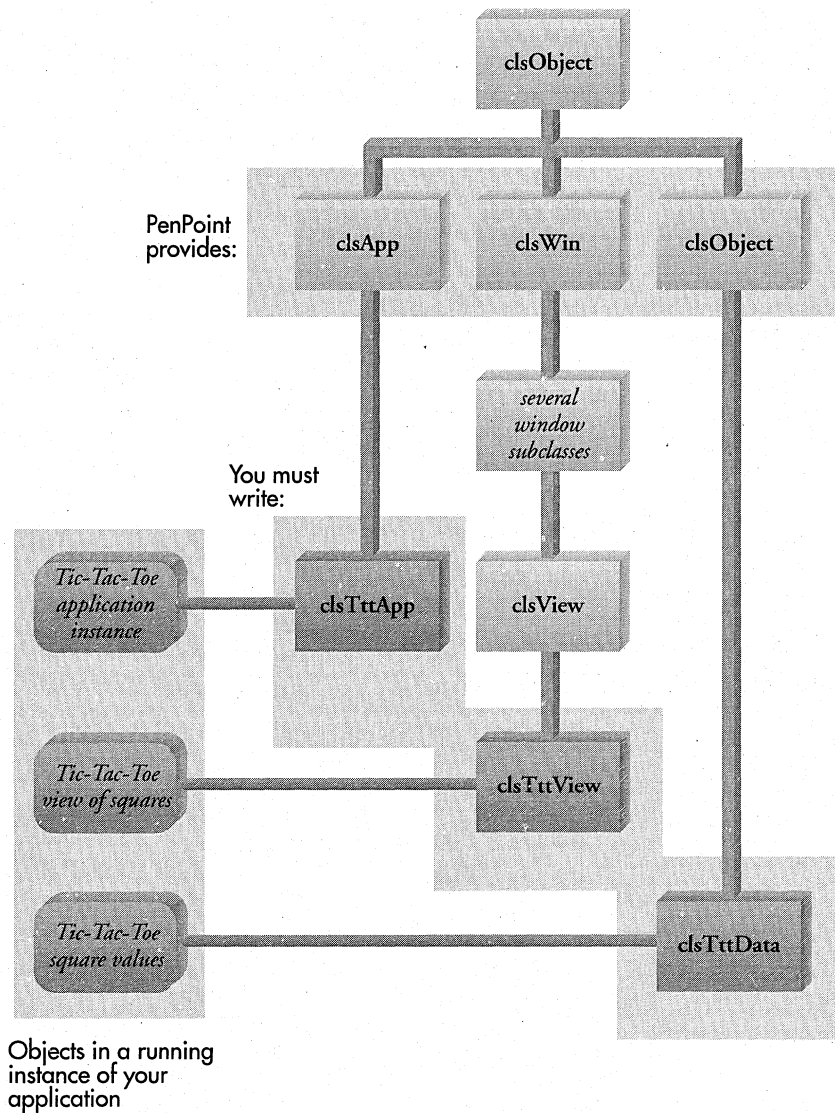 clsObject
PenPoint
provides:
clsApp
clsWin
clsObject
several
window
subclasses
You must
write:
Tic-Tac-Toe
application
instance
clsTttApp
clsView
Tic-Tac-Toe
view of squares
clsTttView
Tic-Tac-Toe
square values
clsTttData
Objects in a running
instance of your
application